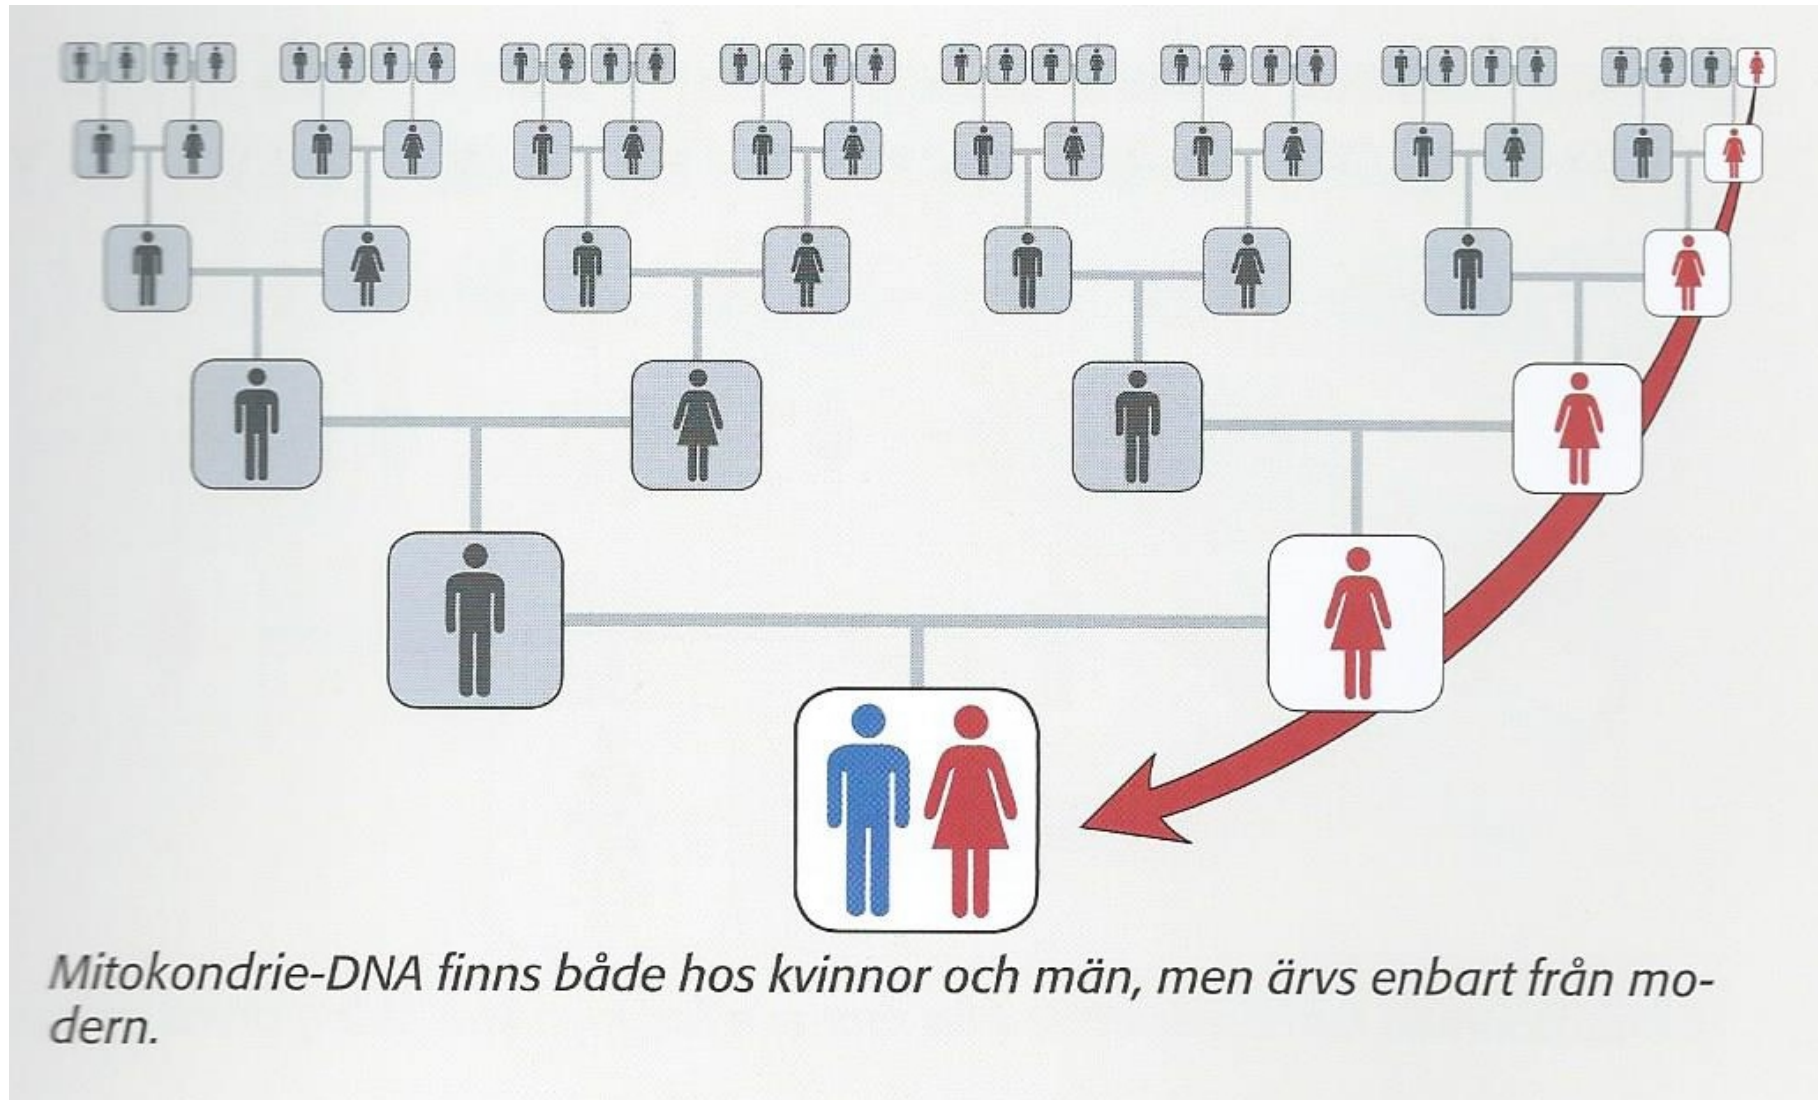 Mitokondrie-DNA finns både hos kvinnor och män, men ärvs enbart från mo-
dern.